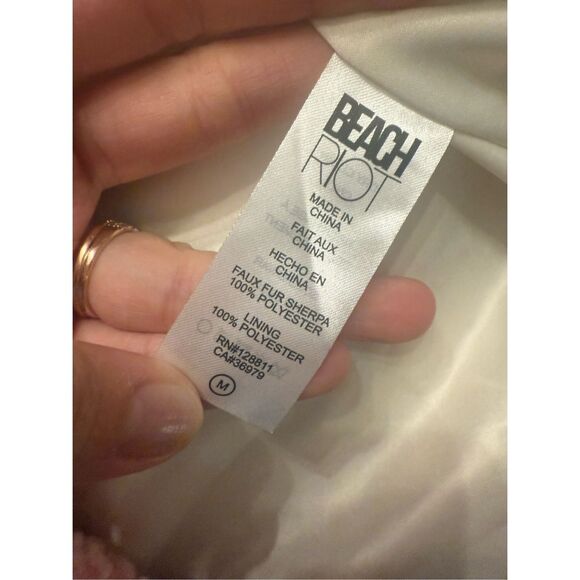 BEACH
RIOT
MADE IN
CHINA
FAIT AUX
CHINA
HECHO EN
CHINA
FAUX FUR SHERPA
100% POLYESTER
LINING
100% POLYESTER
RN#128811
CA#36979
M